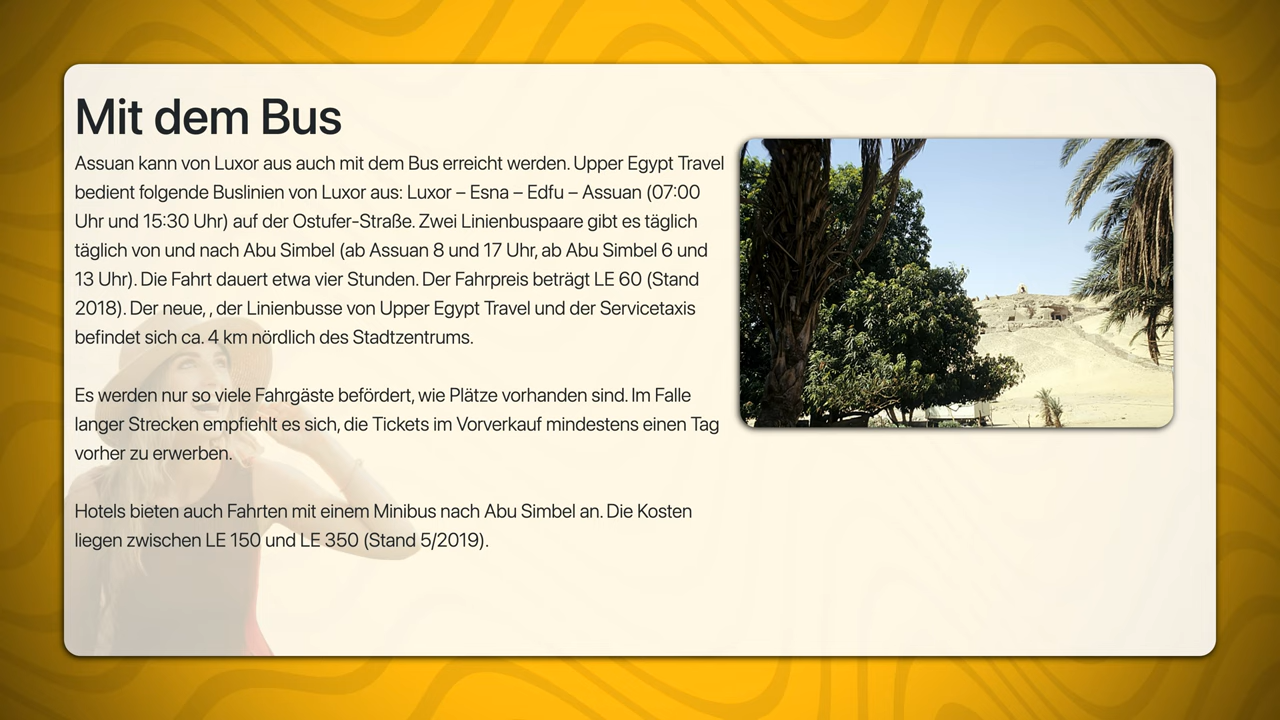 Mit dem Bus
Assuan kann von Luxor aus auch mit dem Bus erreicht werden. Upper Egypt Travel
bedient folgende Buslinien von Luxor aus: Luxor – Esna – Edfu – Assuan (07:00
Uhr und 15:30 Uhr) auf der Ostufer-Straße. Zwei Linienbuspaare gibt es täglich
täglich von und nach Abu Simbel (ab Assuan 8 und 17 Uhr, ab Abu Simbel 6 und
13 Uhr). Die Fahrt dauert etwa vier Stunden. Der Fahrpreis beträgt LE 60 (Stand
2018). Der neue, , der Linienbusse von Upper Egypt Travel und der Servicetaxis
befindet sich ca. 4 km nördlich des Stadtzentrums.
Es werden nur so viele Fahrgäste befördert, wie Plätze vorhanden sind. Im Falle
langer Strecken empfiehlt es sich, die Tickets im Vorverkauf mindestens einen Tag
vorher zu erwerben.
Hotels bieten auch Fahrten mit einem Minibus nach Abu Simbel an. Die Kosten
liegen zwischen LE 150 und LE 350 (Stand 5/2019).